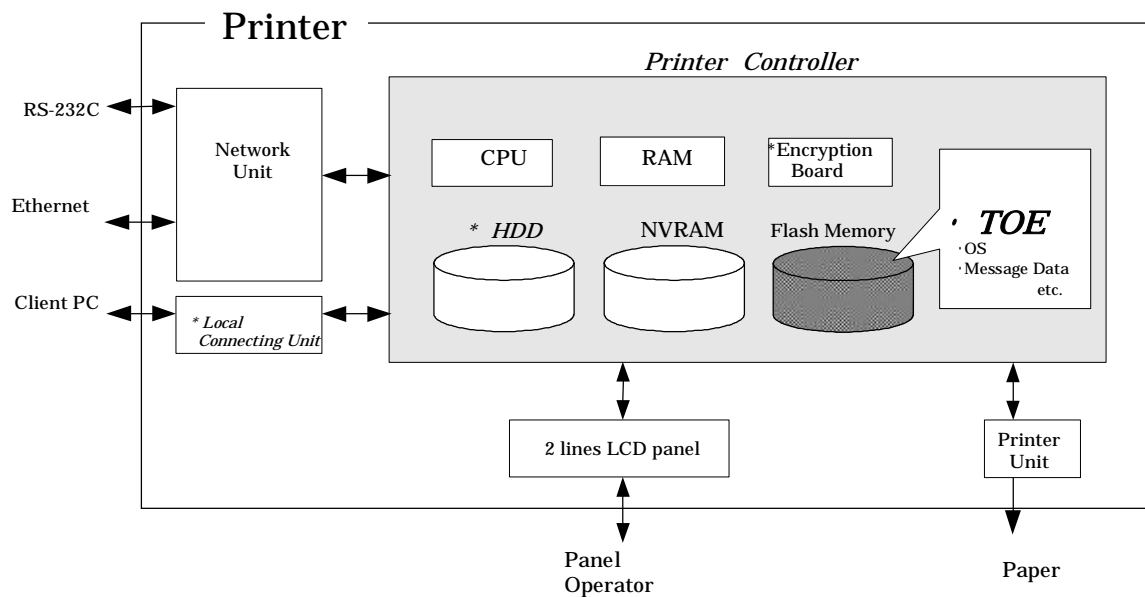 Printer
Printer Controller
RS-232C
Network
Unit
CPU
RAM
*Encryption
Board
Ethernet
* HDD
NVRAM
Flash Memory
· TOE
·OS
·Message Data
etc.
Client PC
* Local
Connecting Unit
2 lines LCD panel
Printer
Unit
Panel
Operator
Paper